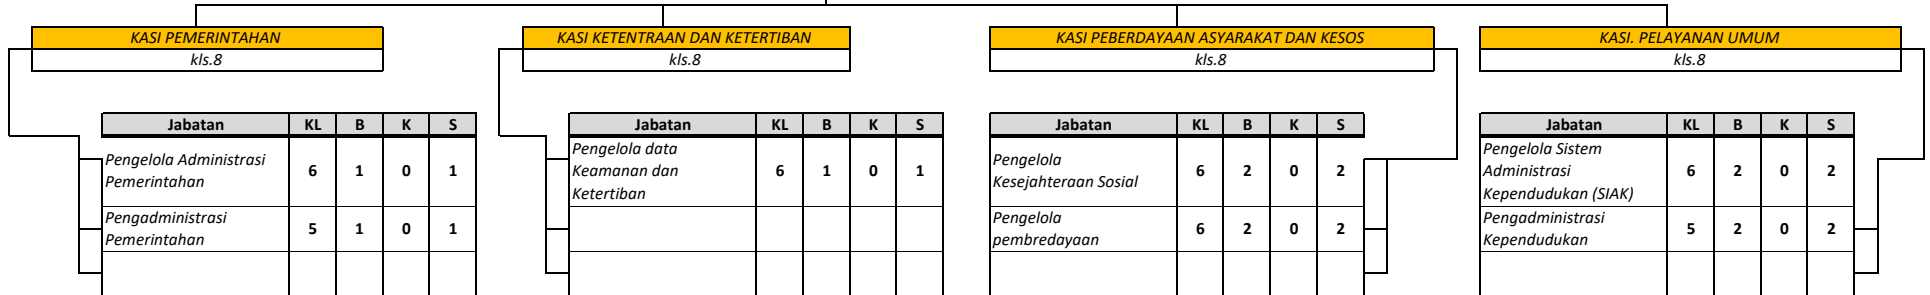 KASI PEMERINTAHAN
kls.8
Jabatan KL B K S
Pengelola Administrasi
Pemerintahan 6 1 0 1
Pengadministrasi
Pemerintahan 5 1 0 1
KASI KETENTRAAN DAN KETERTIBAN
kls.8
Jabatan KL B K S
Pengelola data
Keamanan dan 6 1 0 1
Ketertiban
KASI PEBERDAYAAN ASYARAKAT DAN KESOS
kls.8
Jabatan KL B K S
Pengelola
Kesejahteraan Sosial 6 2 0 2
Pengelola
pembredayaan 6 2 0 2
KASI. PELAYANAN UMUM
kls.8
Jabatan KL B K S
Pengelola Sistem
Administrasi 6 2 0 2
Kependudukan (SIAK)
Pengadministrasi
Kependudukan 5 2 0 2